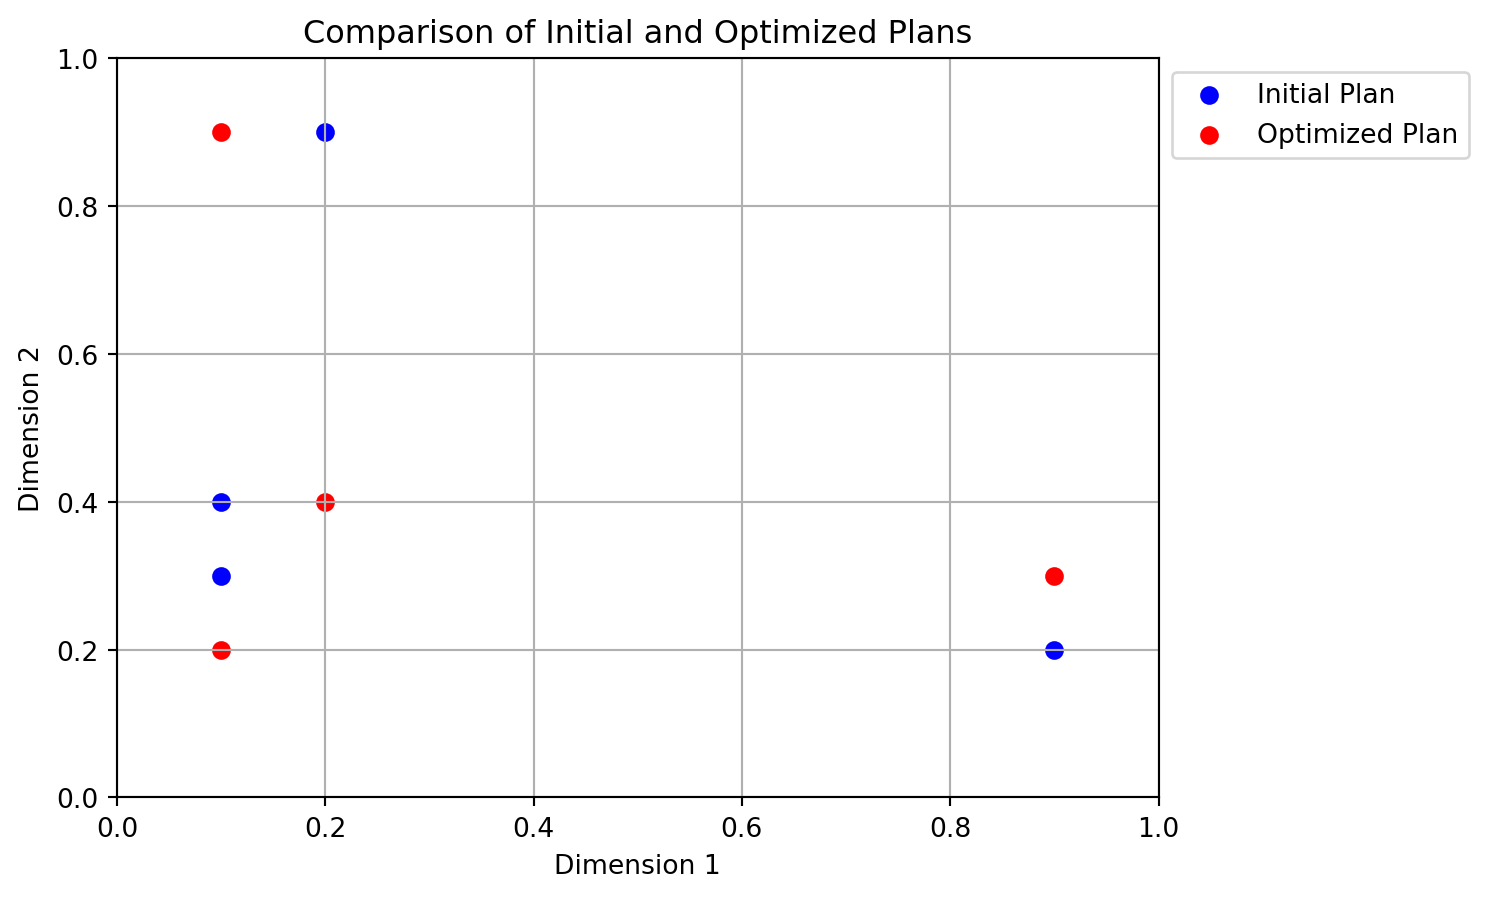 Comparison of Initial and Optimized Plans
1.0
0.8
0.6
0.4
0.2
0.0
Dimension 2
0.0 0.2 0.4 0.6 0.8 1.0
Dimension 1
Initial Plan
Optimized Plan